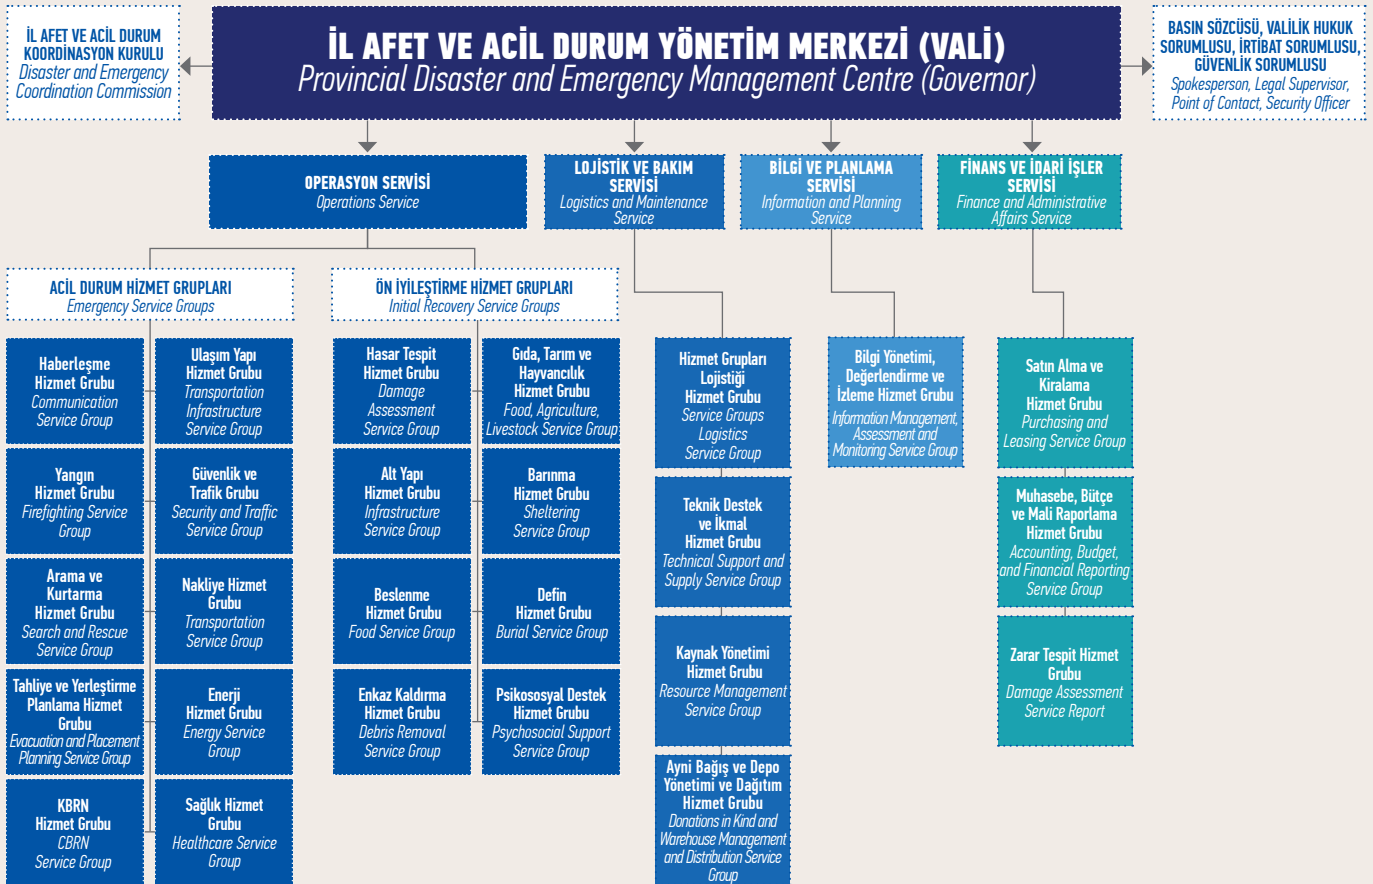 İL AFET VE ACİL DURUM
KOORDİNASYON KURULU
Disaster and Emergency
Coordination Commission
İL AFET VE ACİL DURUM YÖNETİM MERKEZİ (VALİ)
Provincial Disaster and Emergency Management Centre (Governor)
BASIN SÖZCÜSÜ, VALİLİK HUKUK
SORUMLUSU, İRTİBAT SORUMLUSU,
GÜVENLİK SORUMLUSU
Spokesperson, Legal Supervisor,
Point of Contact, Security Officer
OPERASYON SERVİSİ
Operations Service
LOJİSTİK VE BAKIM
SERVİSİ
Logistics and Maintenance
Service
BİLGİ VE PLANLAMA
SERVİSİ
Information and Planning
Service
FİNANS VE İDARİ İŞLER
SERVİSİ
Finance and Administrative
Affairs Service
ACİL DURUM HİZMET GRUPLARI
Emergency Service Groups
ÖN İYİLEŞTİRME HİZMET GRUPLARI
Initial Recovery Service Groups
Haberleşme
Hizmet Grubu
Communication
Service Group
Ulaşım Yapı
Hizmet Grubu
Transportation
Infrastructure
Service Group
Yangın
Hizmet Grubu
Firefighting Service
Group
Güvenlik ve
Trafik Grubu
Security and Traffic
Service Group
Arama ve
Kurtarma
Hizmet Grubu
Search and Rescue
Service Group
Nakliye Hizmet
Grubu
Transportation
Service Group
Tahliye ve Yerleştirme
Planlama Hizmet
Grubu
Evacuation and Placement
Planning Service Group
Enerji
Hizmet Grubu
Energy Service
Group
KBRN
Hizmet Grubu
CBRN
Service Group
Sağlık Hizmet
Grubu
Healthcare Service
Group
Hasar Tespit
Hizmet Grubu
Damage
Assessment
Service Group
Gıda, Tarım ve
Hayvancılık
Hizmet Grubu
Food, Agriculture,
Livestock Service Group
Alt Yapı
Hizmet Grubu
Infrastructure
Service Group
Barınma
Hizmet Grubu
Sheltering
Service Group
Beslenme
Hizmet Grubu
Food Service Group
Defin
Hizmet Grubu
Burial Service Group
Enkaz Kaldırma
Hizmet Grubu
Debris Removal
Service Group
Psikososyal Destek
Hizmet Grubu
Psychosocial Support
Service Group
Hizmet Grupları
Lojistiği
Hizmet Grubu
Service Groups
Logistics
Service Group
Teknik Destek
ve İkmal
Hizmet Grubu
Technical Support and
Supply Service Group
Kaynak Yönetimi
Hizmet Grubu
Resource Management
Service Group
Ayni Bağış ve Depo
Yönetimi ve Dağıtım
Hizmet Grubu
Donations in Kind and
Warehouse Management
and Distribution Service
Group
Bilgi Yönetimi,
Değerlendirme ve
İzleme Hizmet Grubu
Information Management,
Assessment and
Monitoring Service Group
Satın Alma ve
Kiralama
Hizmet Grubu
Purchasing and
Leasing Service Group
Muhasebe, Bütçe
ve Mali Raporlama
Hizmet Grubu
Accounting, Budget,
and Financial Reporting
Service Group
Zarar Tespit Hizmet
Grubu
Damage Assessment
Service Report